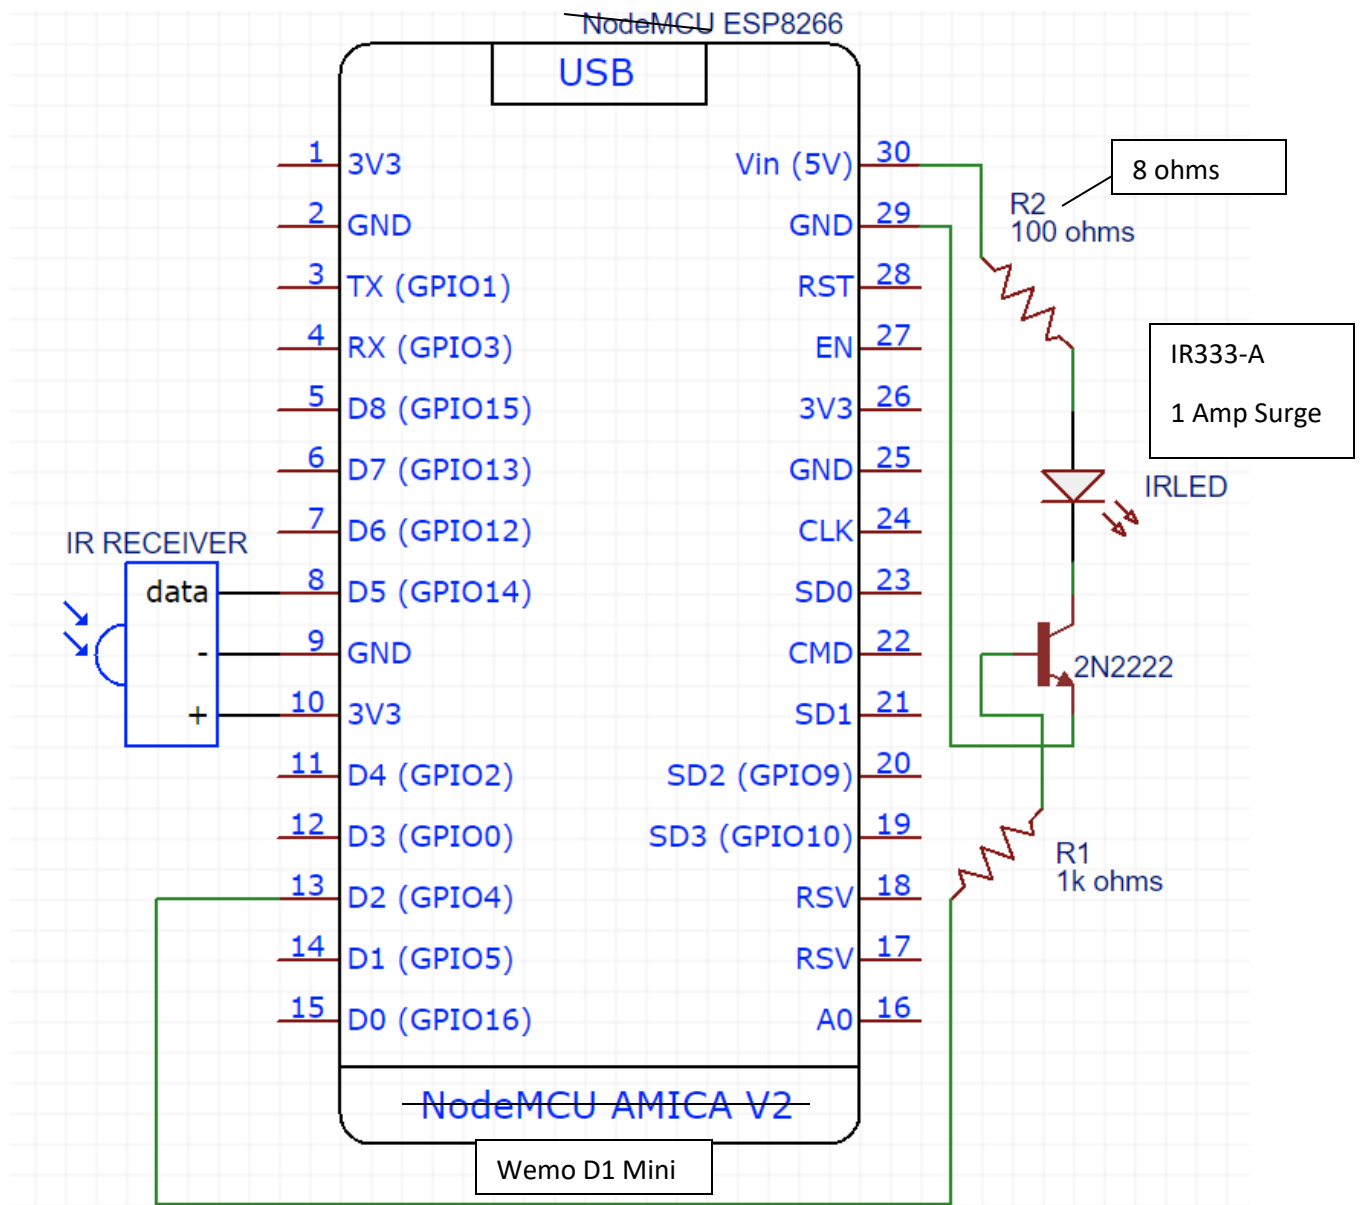 NodeMCU ESP8266
USB
1 3V3
2 GND
3 TX (GPIO1)
4 RX (GPIO3)
5 D8 (GPIO15)
6 D7 (GPIO13)
7 D6 (GPIO12)
8 D5 (GPIO14)
9 GND
10 3V3
11 D4 (GPIO2)
12 D3 (GPIO0)
13 D2 (GPIO4)
14 D1 (GPIO5)
15 D0 (GPIO16)
Vin (5V) 30
GND 29
RST 28
EN 27
3V3 26
GND 25
CLK 24
SD0 23
CMD 22
SD1 21
SD2 (GPIO9) 20
SD3 (GPIO10) 19
RSV 18
RSV 17
A0 16
IR RECEIVER
data
-
+
8 ohms
R2
100 ohms
IR333-A
1 Amp Surge
IRLED
2N2222
R1
1k ohms
NodeMCU AMICA V2
Wemo D1 Mini